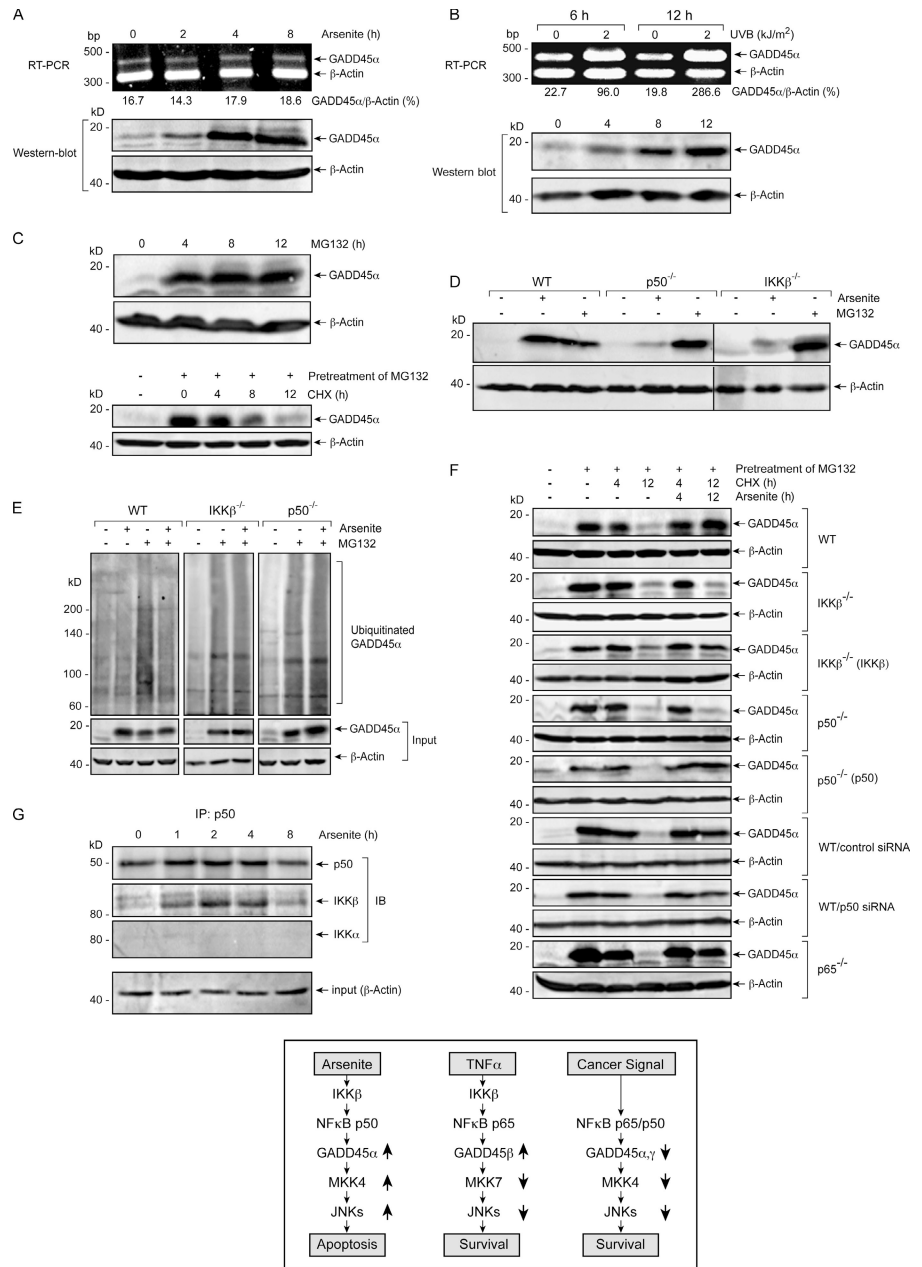 A
bp
0 2 4 8 Arsenite (h)
500 -
RT-PCR
GADD45α
β-Actin
300 -
16.7 14.3 17.9 18.6 GADD45α/β-Actin (%)
kD
20 -
GADD45α
Western-blot
β-Actin
40 -
B
6 h 12 h
bp
0 2 0 2 UVB (kJ/m²)
500 -
GADD45α
RT-PCR
β-Actin
300 -
22.7 96.0 19.8 286.6 GADD45α/β-Actin (%)
kD
0 4 8 12
20 -
GADD45α
Western blot
β-Actin
40 -
C
kD
0 4 8 12 MG132 (h)
20 -
GADD45α
β-Actin
40 -
- + + + + Pretreatment of MG132
kD
- 0 4 8 12 CHX (h)
20 -
GADD45α
β-Actin
40 -
D
WT p50⁻/⁻ IKKβ⁻/⁻
- + - - + - - + - Arsenite
- - + - - + - - + MG132
kD
20 -
GADD45α
40 -
β-Actin
E
WT IKKβ⁻/⁻ p50⁻/⁻
- + - + - - + - - + Arsenite
- - + + - + + - + + MG132
kD
200 -
140 -
Ubiquitinated
GADD45α
100 -
60 -
20 -
GADD45α
Input
β-Actin
40 -
F
- + + + + + Pretreatment of MG132
- - 4 12 4 12 CHX (h)
- - - - 4 12 Arsenite (h)
kD
20 -
GADD45α
WT
40 -
β-Actin
20 -
GADD45α
IKKβ⁻/⁻
40 -
β-Actin
20 -
GADD45α
IKKβ⁻/⁻ (IKKβ)
40 -
β-Actin
20 -
GADD45α
p50⁻/⁻
40 -
β-Actin
20 -
GADD45α
p50⁻/⁻ (p50)
40 -
β-Actin
20 -
GADD45α
WT/control siRNA
40 -
β-Actin
20 -
GADD45α
WT/p50 siRNA
40 -
β-Actin
20 -
GADD45α
p65⁻/⁻
40 -
β-Actin
G
IP: p50
0 1 2 4 8 Arsenite (h)
kD
50 -
p50
IKKβ
IB
80 -
IKKα
80 -
input (β-Actin)
40 -
Arsenite TNFα Cancer Signal
IKKβ IKKβ
NFκB p50 NFκB p65 NFκB p65/p50
GADD45α GADD45β GADD45α,γ
MKK4 MKK7 MKK4
JNKs JNKs JNKs
Apoptosis Survival Survival